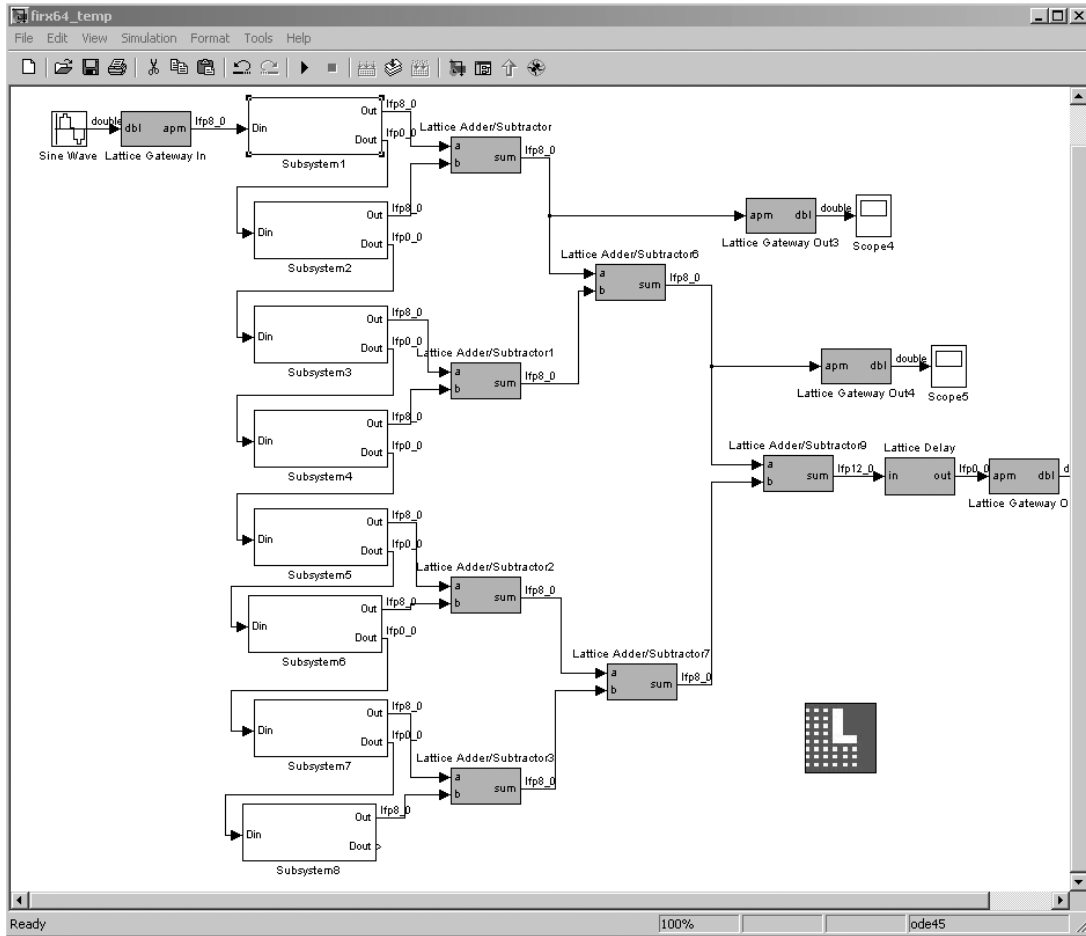 firx64_temp
File Edit View Simulation Format Tools Help
double
dbl apm
lfp8_0
Sine Wave
Lattice Gateway In
Din
Out
Dout
lfp8_0
lfp0_0
Subsystem1
Lattice Adder/Subtractor
a
b
sum
lfp8_0
Din
Out
Dout
lfp8_0
lfp0_0
Subsystem2
apm dbl
double
Lattice Gateway Out3
Scope4
Lattice Adder/Subtractor6
a
b
sum
lfp8_0
Din
Out
Dout
lfp8_0
lfp0_0
Subsystem3
Lattice Adder/Subtractor1
a
b
sum
lfp8_0
apm dbl
double
Lattice Gateway Out4
Scope5
Din
Out
Dout
lfp8_0
lfp0_0
Subsystem4
Lattice Adder/Subtractor9
a
b
sum
lfp12_0
Lattice Delay
in out
lfp0_0
apm dbl
d
Lattice Gateway O
Din
Out
Dout
lfp8_0
lfp0_0
Subsystem5
Lattice Adder/Subtractor2
a
b
sum
lfp8_0
Din
Out
Dout
lfp8_0
lfp0_0
Subsystem6
Lattice Adder/Subtractor7
a
b
sum
lfp8_0
Din
Out
Dout
lfp8_0
lfp0_0
Subsystem7
Lattice Adder/Subtractor3
a
b
sum
lfp8_0
Din
Out
Dout
lfp8_0
Subsystem8
L
Ready
100%
ode45